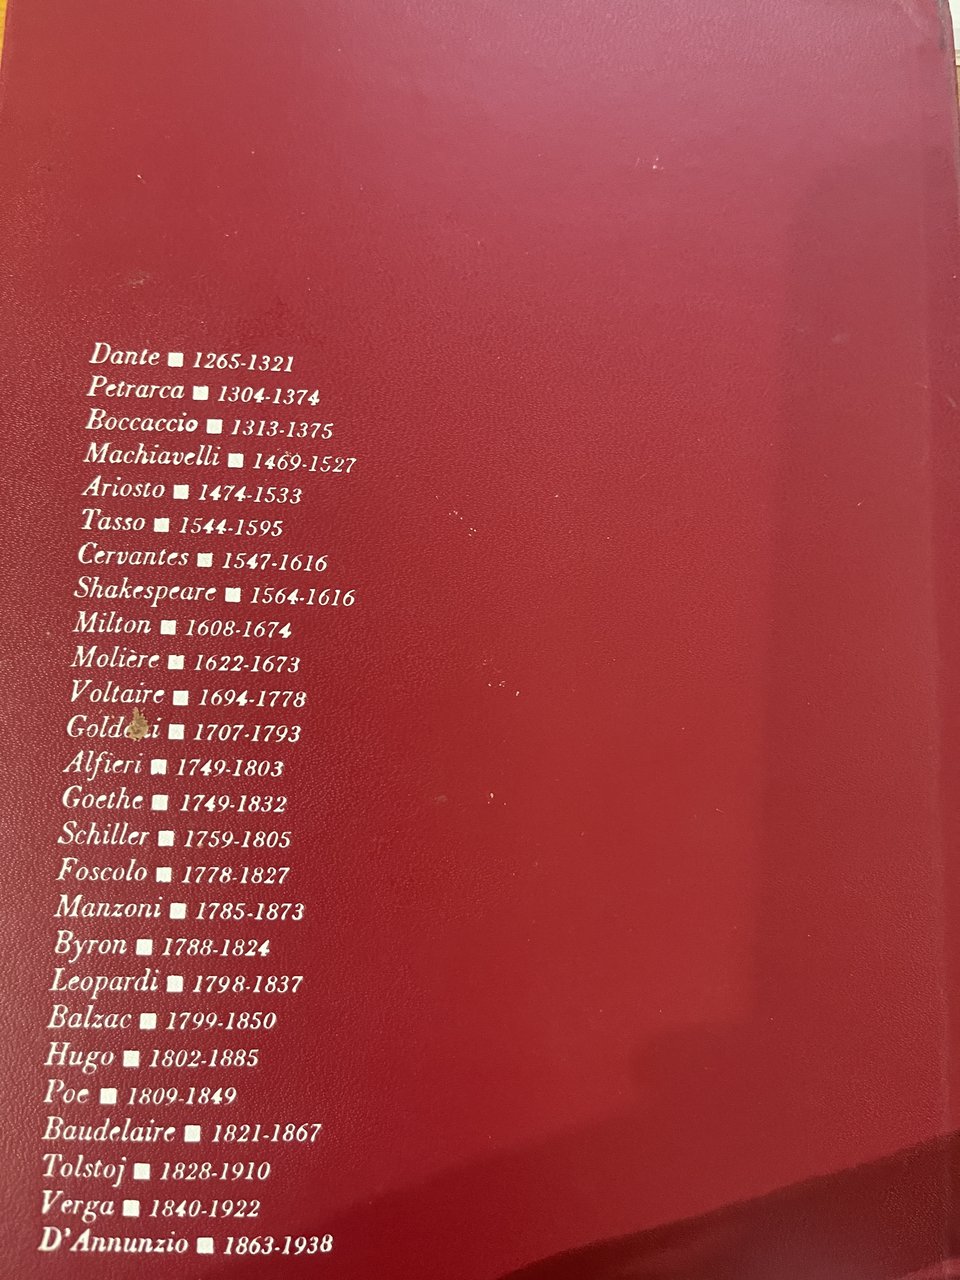 Dante ■ 1265-1321
Petrarca ■ 1304-1374
Boccaccio ■ 1313-1375
Machiavelli ■ 1469-1527
Ariosto ■ 1474-1533
Tasso ■ 1544-1595
Cervantes ■ 1547-1616
Shakespeare ■ 1564-1616
Milton ■ 1608-1674
Molière ■ 1622-1673
Voltaire ■ 1694-1778
Goldoni ■ 1707-1793
Alfieri ■ 1749-1803
Goethe ■ 1749-1832
Schiller ■ 1759-1805
Foscolo ■ 1778-1827
Manzoni ■ 1785-1873
Byron ■ 1788-1824
Leopardi ■ 1798-1837
Balzac ■ 1799-1850
Hugo ■ 1802-1885
Poe ■ 1809-1849
Baudelaire ■ 1821-1867
Tolstoj ■ 1828-1910
Verga ■ 1840-1922
D'Annunzio ■ 1863-1938